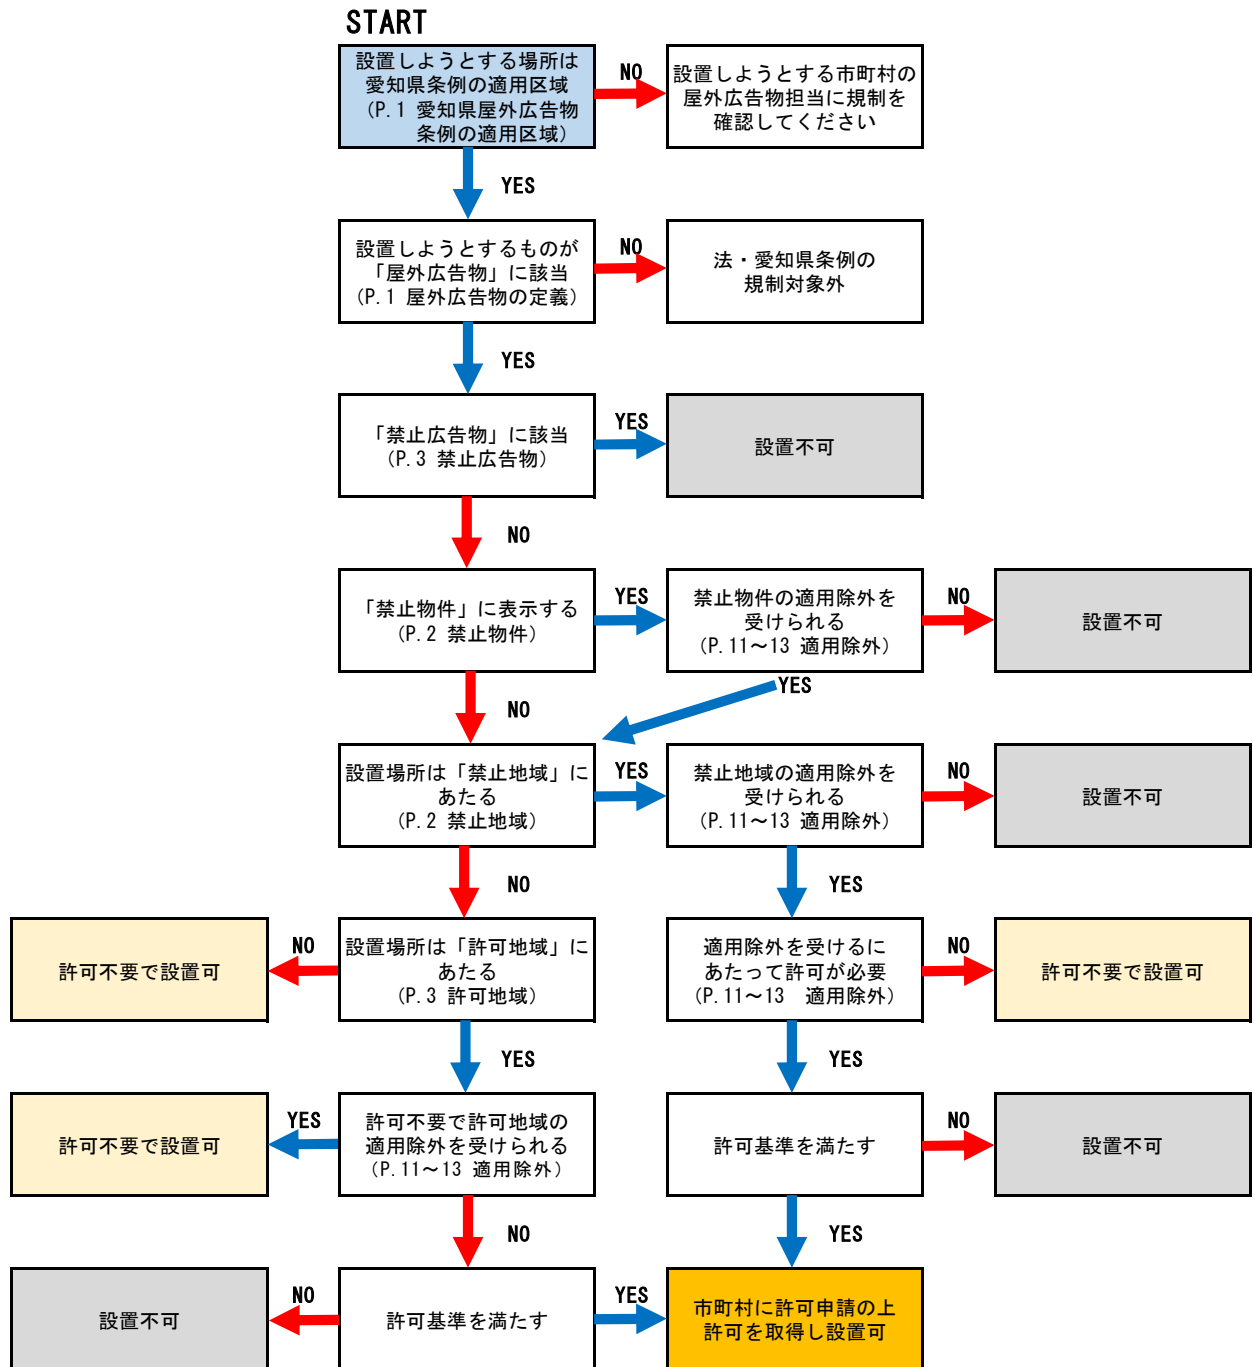 START
設置しようとする場所は
愛知県条例の適用区域
(P.1 愛知県屋外広告物
条例の適用区域)
NO
設置しようとする市町村の
屋外広告物担当に規制を
確認してください
YES
設置しようとするものが
「屋外広告物」に該当
(P.1 屋外広告物の定義)
NO
法・愛知県条例の
規制対象外
YES
「禁止広告物」に該当
(P.3 禁止広告物)
YES
設置不可
NO
「禁止物件」に表示する
(P.2 禁止物件)
YES
禁止物件の適用除外を
受けられる
(P.11～13 適用除外)
NO
設置不可
YES
NO
設置場所は「禁止地域」に
あたる
(P.2 禁止地域)
YES
禁止地域の適用除外を
受けられる
(P.11～13 適用除外)
NO
設置不可
NO
YES
許可不要で設置可
NO
設置場所は「許可地域」に
あたる
(P.3 許可地域)
適用除外を受けるに
あたって許可が必要
(P.11～13　適用除外)
NO
許可不要で設置可
YES
YES
許可不要で設置可
YES
許可不要で許可地域の
適用除外を受けられる
(P.11～13 適用除外)
許可基準を満たす
NO
設置不可
NO
YES
設置不可
NO
許可基準を満たす
YES
市町村に許可申請の上
許可を取得し設置可